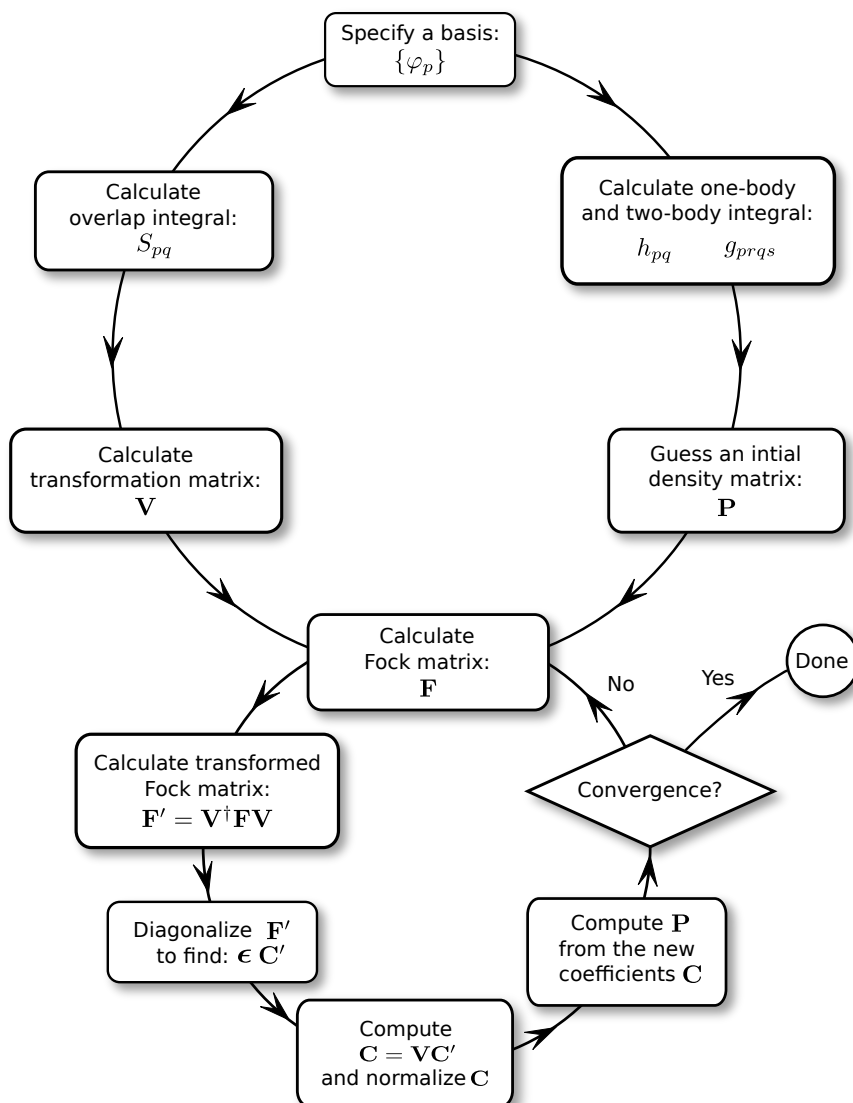 Specify a basis:
{φ_p}
Calculate
overlap integral:
S_pq
Calculate one-body
and two-body integral:
h_pq g_prqs
Calculate
transformation matrix:
V
Guess an intial
density matrix:
P
Calculate
Fock matrix:
F
No
Yes
Done
Calculate transformed
Fock matrix:
F′ = V†FV
Convergence?
Diagonalize F′
to find: ϵ C′
Compute P
from the new
coefficients C
Compute
C = VC′
and normalize C